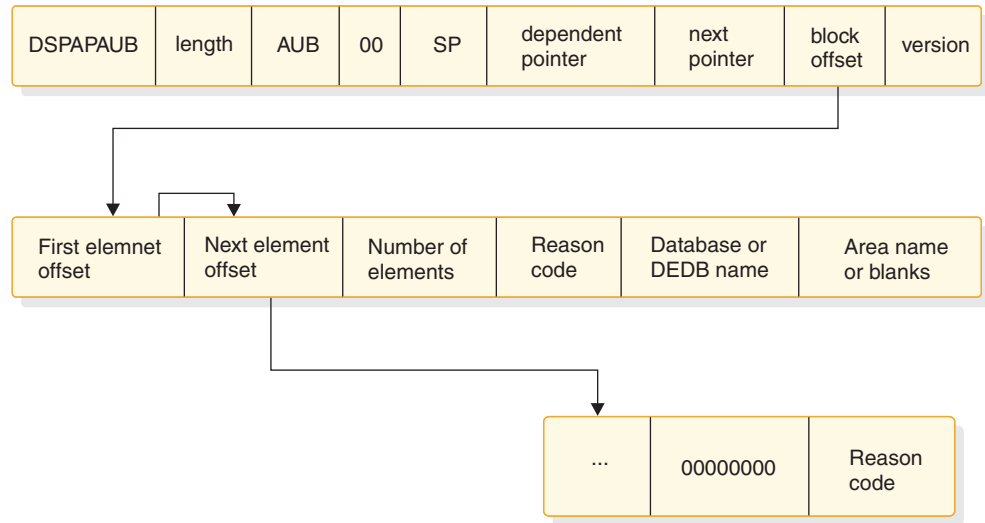 DSPAPAUB
length
AUB
00
SP
dependent
pointer
next
pointer
block
offset
version
First elemnet
offset
Next element
offset
Number of
elements
Reason
code
Database or
DEDB name
Area name
or blanks
...
00000000
Reason
code